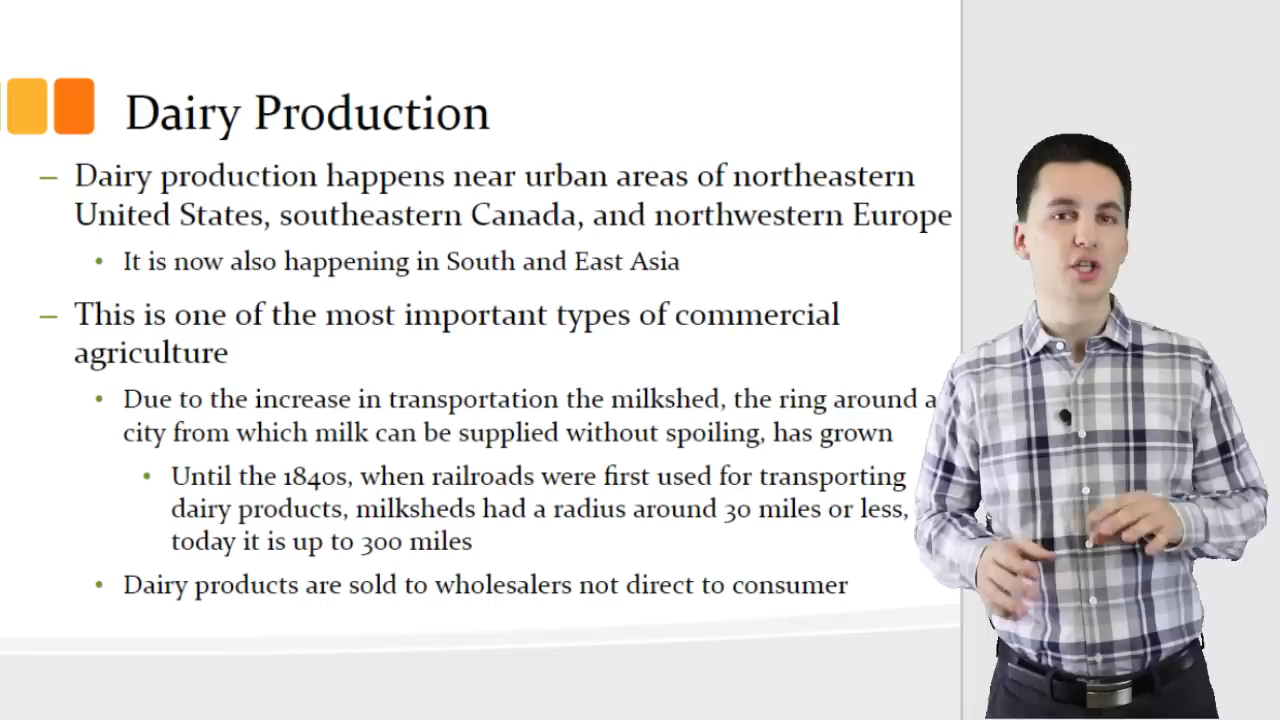 Dairy Production
– Dairy production happens near urban areas of northeastern
United States, southeastern Canada, and northwestern Europe
• It is now also happening in South and East Asia
– This is one of the most important types of commercial
agriculture
• Due to the increase in transportation the milkshed, the ring around a
city from which milk can be supplied without spoiling, has grown
• Until the 1840s, when railroads were first used for transporting
dairy products, milksheds had a radius around 30 miles or less,
today it is up to 300 miles
• Dairy products are sold to wholesalers not direct to consumer